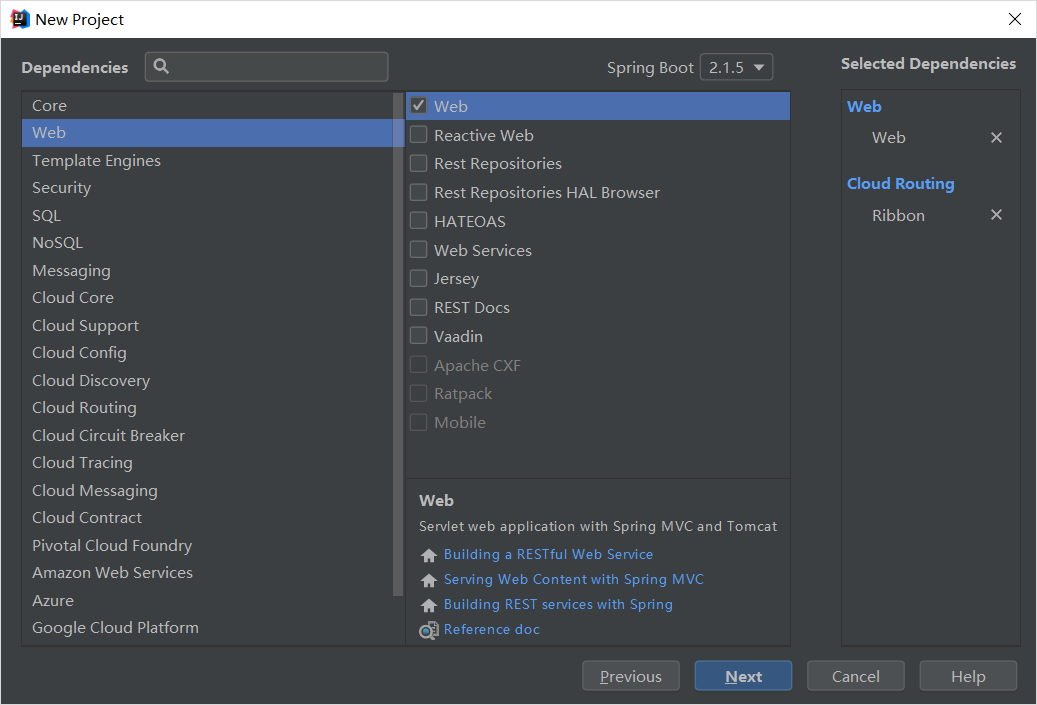 New Project
Dependencies
Spring Boot 2.1.5
Selected Dependencies
Core
Web
Template Engines
Security
SQL
NoSQL
Messaging
Cloud Core
Cloud Support
Cloud Config
Cloud Discovery
Cloud Routing
Cloud Circuit Breaker
Cloud Tracing
Cloud Messaging
Cloud Contract
Pivotal Cloud Foundry
Amazon Web Services
Azure
Google Cloud Platform
Web
Reactive Web
Rest Repositories
Rest Repositories HAL Browser
HATEOAS
Web Services
Jersey
REST Docs
Vaadin
Apache CXF
Ratpack
Mobile
Web
Servlet web application with Spring MVC and Tomcat
Building a RESTful Web Service
Serving Web Content with Spring MVC
Building REST services with Spring
Reference doc
Web
Web
Cloud Routing
Ribbon
Previous
Next
Cancel
Help